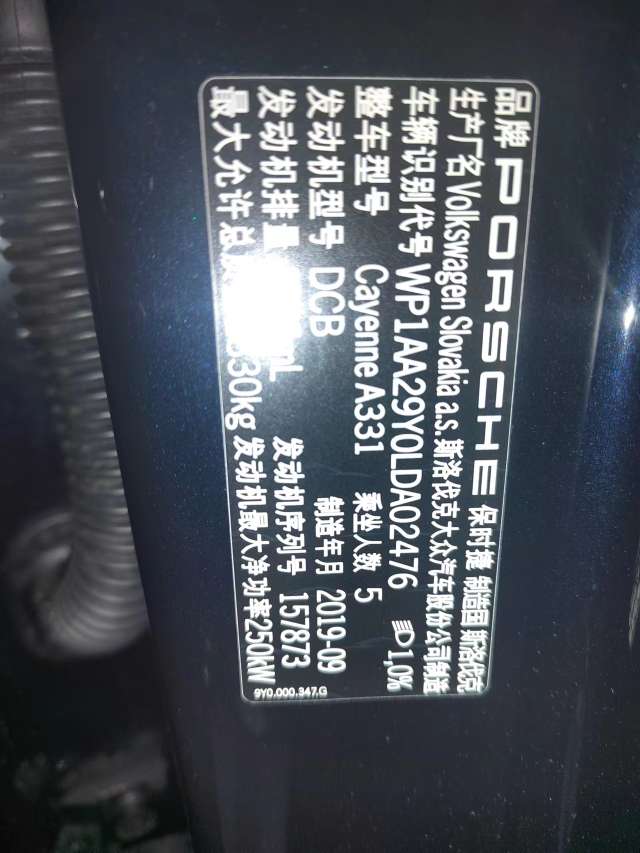 品牌 PORSCHE 保时捷 制造国 斯洛伐克
生产厂名 Volkswagen Slovakia a.s. 斯洛伐克大众汽车股份公司制造
车辆识别代号 WP1AA29Y0LDA02476 1,0%
整车型号 Cayenne A331 乘坐人数 5
发动机型号 DCB 制造年月 2019-09
发动机排量 mL 发动机序列号 157873
最大允许总 30kg 发动机最大净功率250kW
9Y0.000.347.G